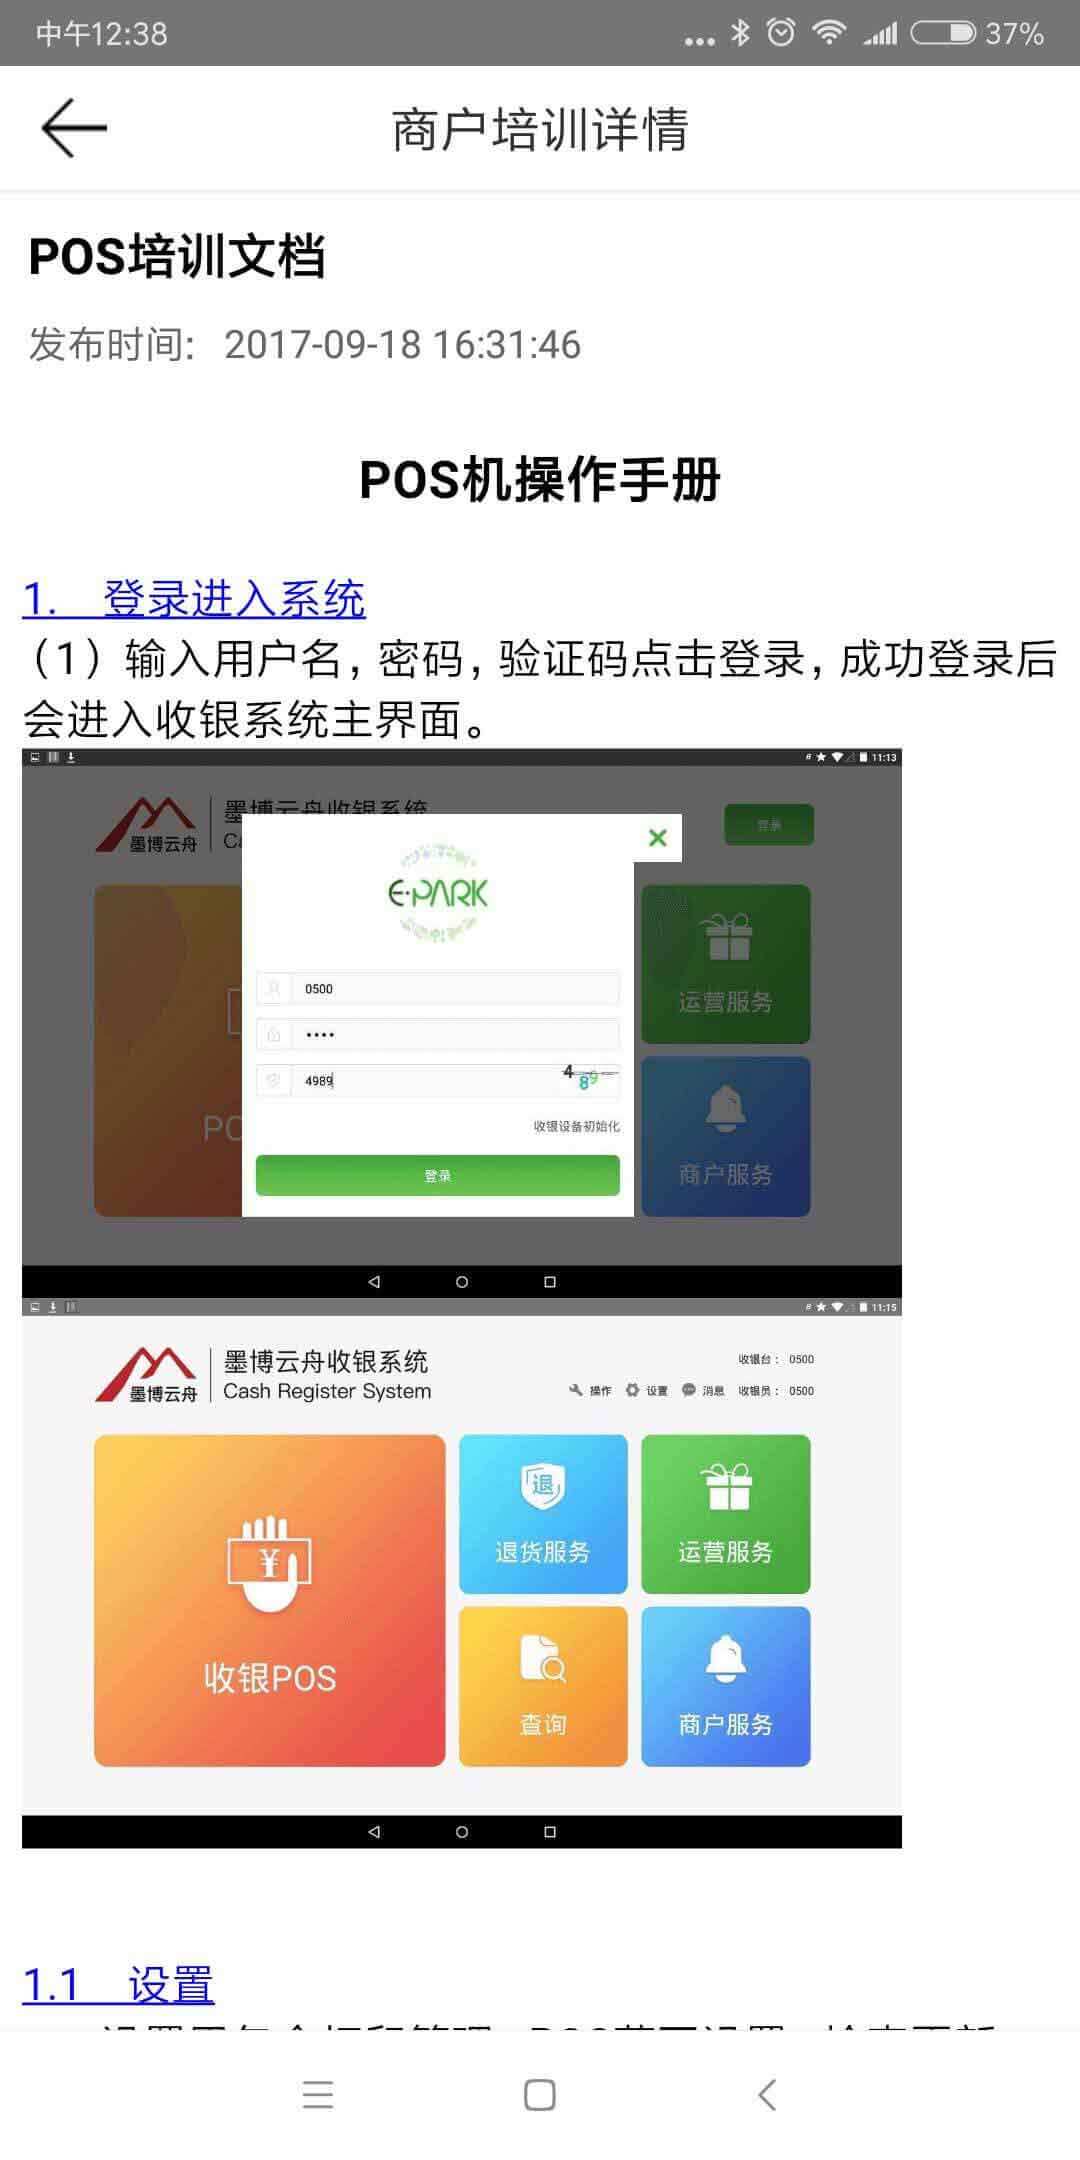 中午12:38
37%
商户培训详情
POS培训文档
发布时间: 2017-09-18 16:31:46
POS机操作手册
1. 登录进入系统
（1）输入用户名，密码，验证码点击登录，成功登录后
会进入收银系统主界面。
11:13
墨博云舟
墨博云舟收银系统
登录
E·PARK
0500
••••
4989
489
收银设备初始化
登录
运营服务
商户服务
11:15
墨博云舟
墨博云舟收银系统
Cash Register System
收银台： 0500
操作 设置 消息 收银员： 0500
¥
收银POS
退
退货服务
运营服务
查询
商户服务
1.1 设置